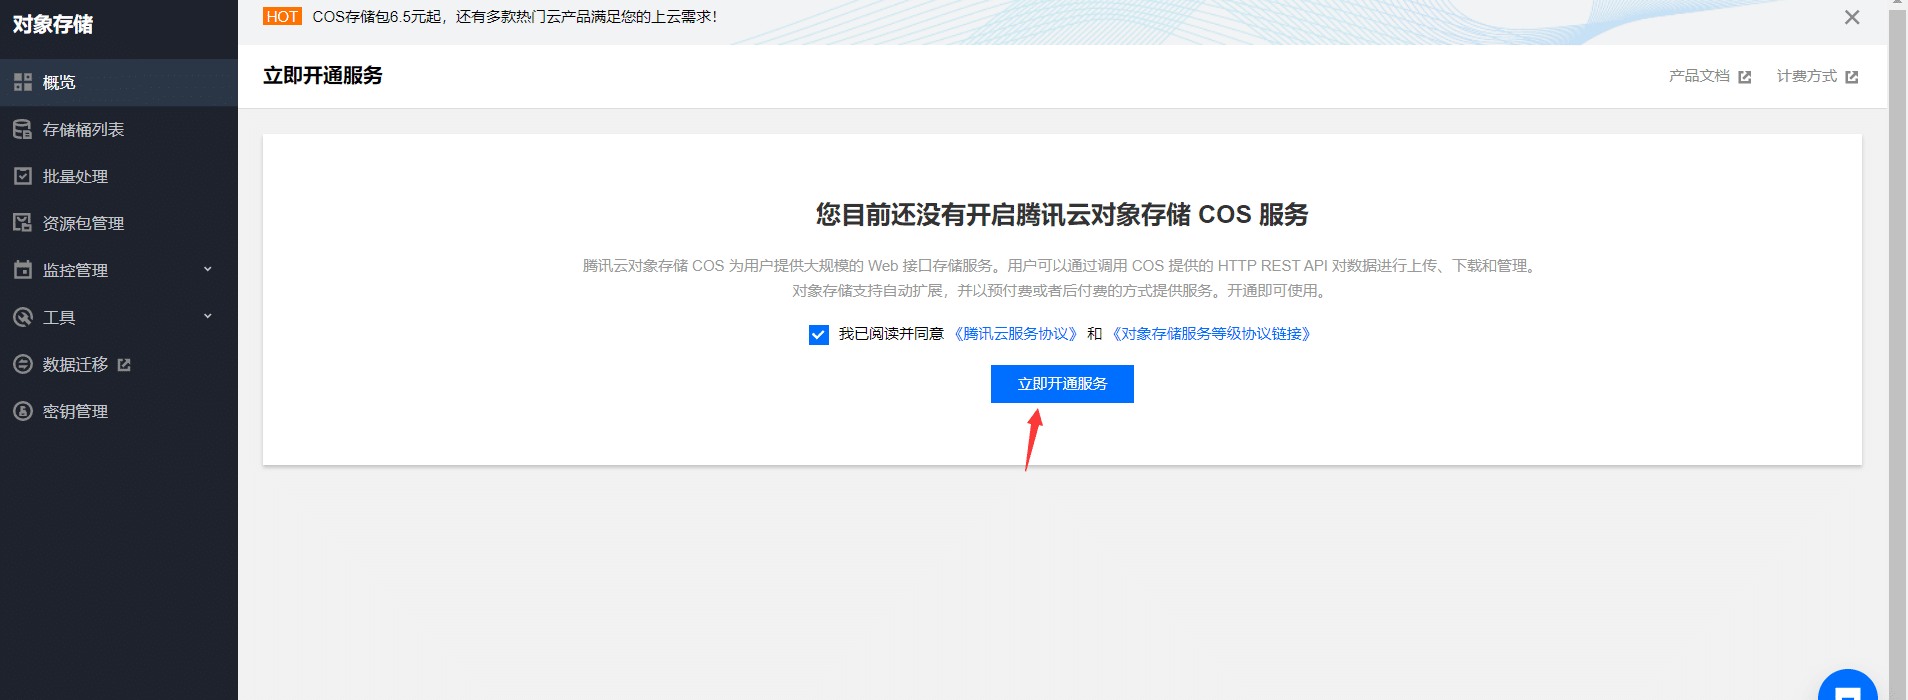 对象存储
概览
存储桶列表
批量处理
资源包管理
监控管理
工具
数据迁移
密钥管理
HOT COS存储包6.5元起，还有多款热门云产品满足您的上云需求！
立即开通服务
产品文档 计费方式
您目前还没有开启腾讯云对象存储 COS 服务
腾讯云对象存储 COS 为用户提供大规模的 Web 接口存储服务。用户可以通过调用 COS 提供的 HTTP REST API 对数据进行上传、下载和管理。
对象存储支持自动扩展，并以预付费或者后付费的方式提供服务。开通即可使用。
我已阅读并同意《腾讯云服务协议》 和 《对象存储服务等级协议链接》
立即开通服务